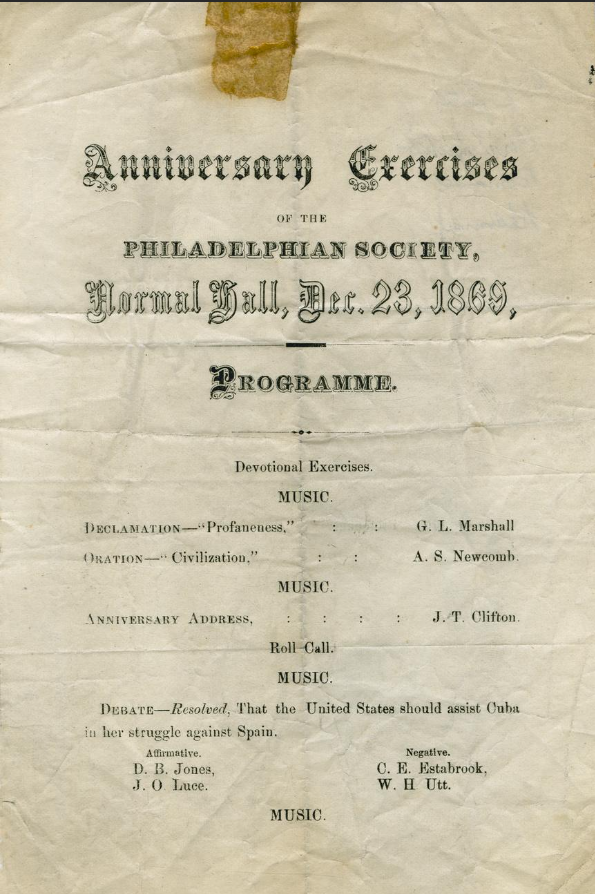 Anniversary Exercises
OF THE
PHILADELPHIAN SOCIETY,
Normal Hall, Dec. 23, 1869,
PROGRAMME.
Devotional Exercises.
MUSIC.
DECLAMATION—"Profaneness," : : G. L. Marshall
ORATION—"Civilization," : : A. S. Newcomb.
MUSIC.
ANNIVERSARY ADDRESS, : : : : J. T. Clifton.
Roll Call.
MUSIC.
DEBATE—Resolved, That the United States should assist Cuba
in her struggle against Spain.
Affirmative. Negative.
D. B. Jones, C. E. Estabrook,
J. O. Luce. W. H Utt.
MUSIC.